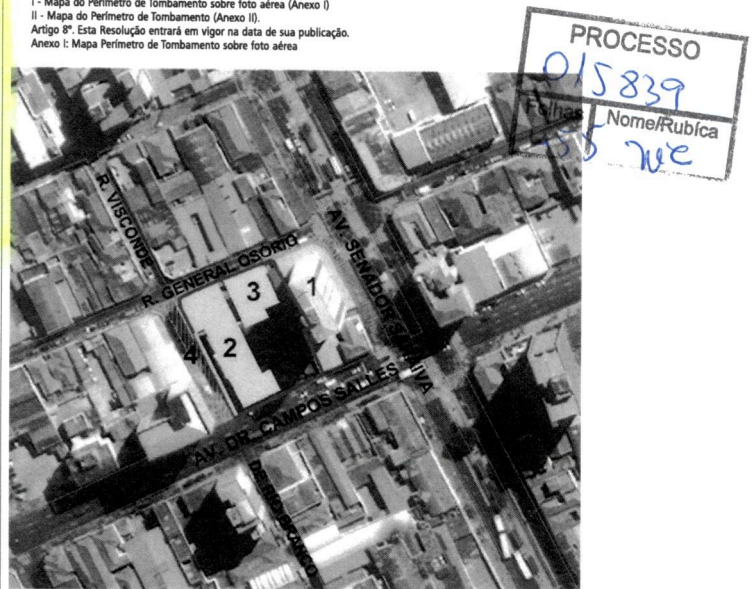 I - Mapa do Perímetro de Tombamento sobre foto aérea (Anexo I)
II - Mapa do Perímetro de Tombamento (Anexo II).
Artigo 8º. Esta Resolução entrará em vigor na data de sua publicação.
Anexo I: Mapa Perímetro de Tombamento sobre foto aérea
PROCESSO
015839
Folhas
Nome/Rubíca
R. VISCONDE
R. GENERAL OSÓRIO
AV. SENADOR
3
1
4
2
AV. DR. CAMPOS SALLES